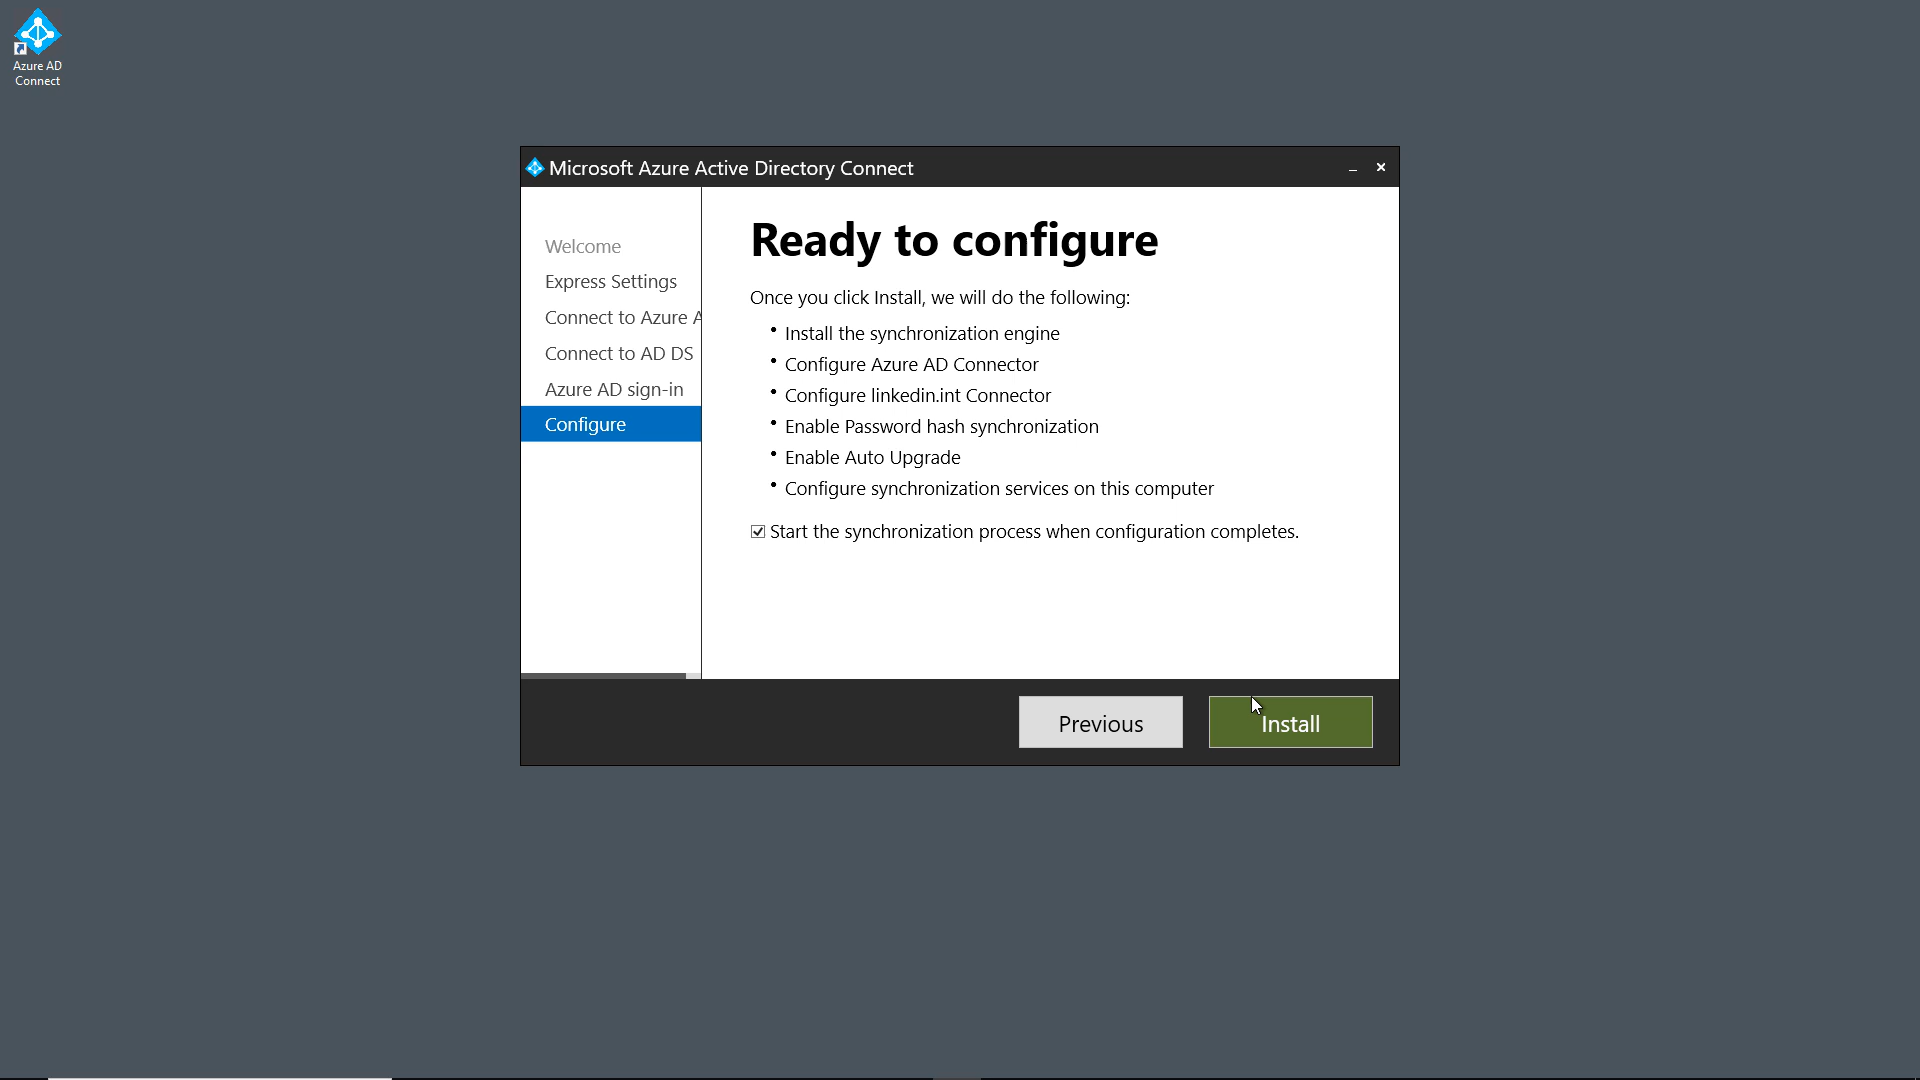 Azure AD
Connect
Microsoft Azure Active Directory Connect
Welcome
Express Settings
Connect to Azure A
Connect to AD DS
Azure AD sign-in
Configure
Ready to configure
Once you click Install, we will do the following:
• Install the synchronization engine
• Configure Azure AD Connector
• Configure linkedin.int Connector
• Enable Password hash synchronization
• Enable Auto Upgrade
• Configure synchronization services on this computer
Start the synchronization process when configuration completes.
Previous
Install